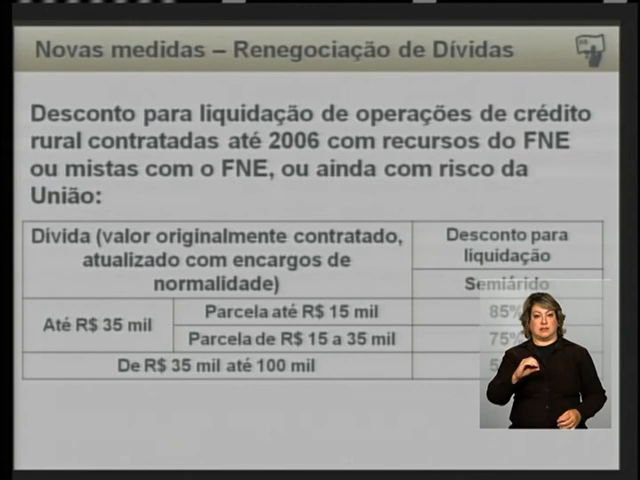 Novas medidas – Renegociação de Dívidas
Desconto para liquidação de operações de crédito
rural contratadas até 2006 com recursos do FNE
ou mistas com o FNE, ou ainda com risco da
União:
Dívida (valor originalmente contratado,
atualizado com encargos de
normalidade)
Desconto para
liquidação
Semiárido
Até R$ 35 mil
Parcela até R$ 15 mil
85%
Parcela de R$ 15 a 35 mil
75%
De R$ 35 mil até 100 mil